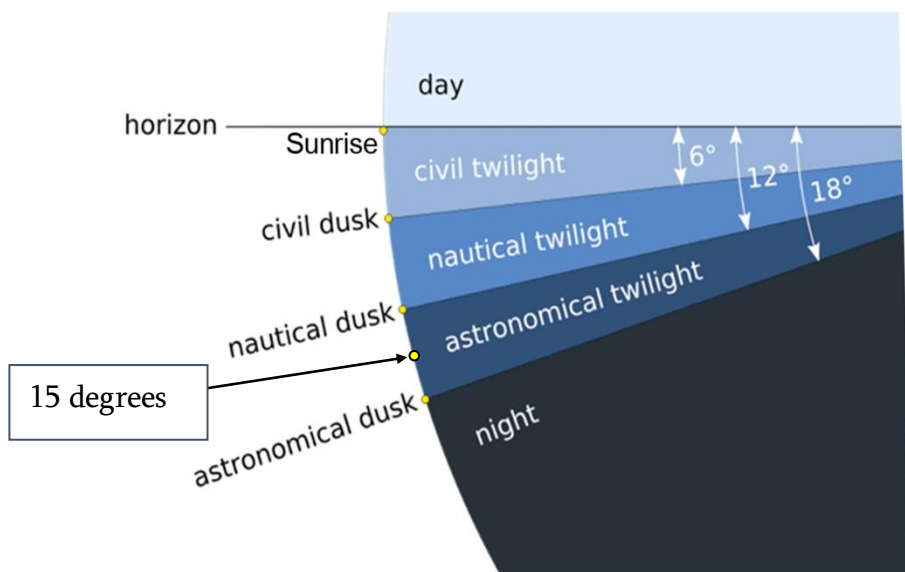 day
horizon
Sunrise
civil twilight
6°
12°
18°
civil dusk
nautical twilight
nautical dusk
astronomical twilight
15 degrees
astronomical dusk
night